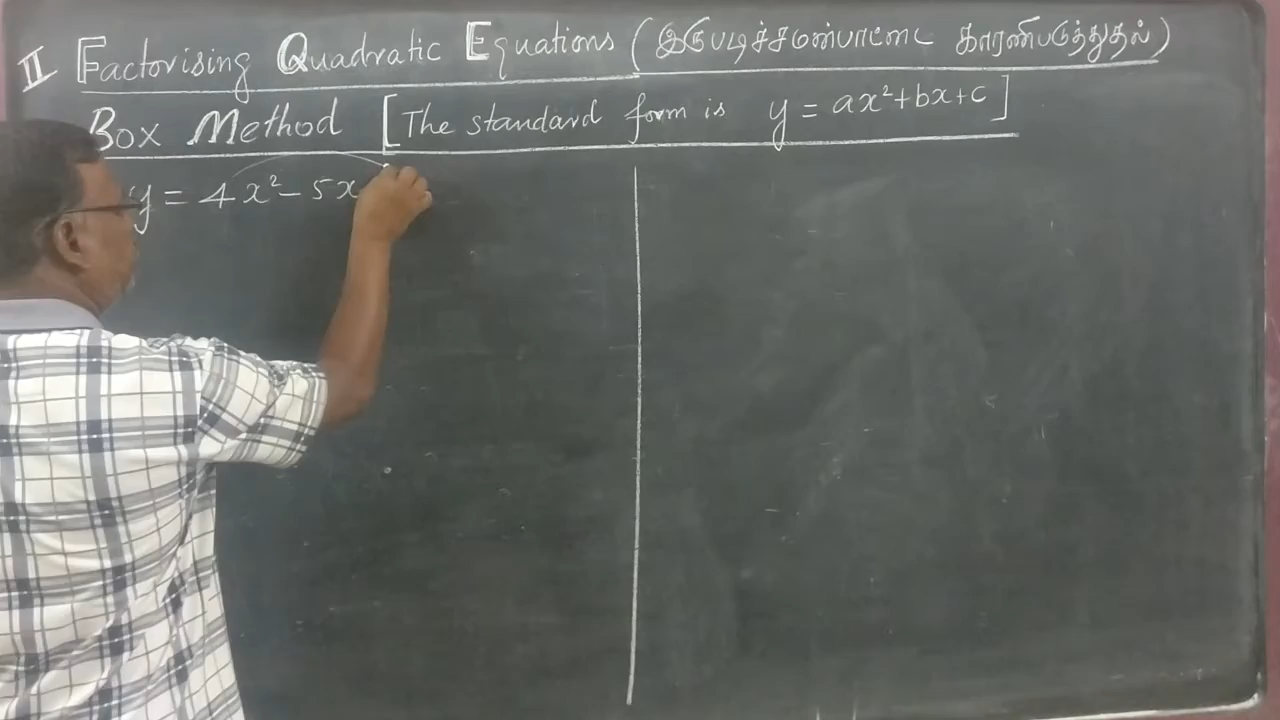 II Factorising Quadratic Equations (இருபடிச்சமன்பாட்டை காரணிபடுத்துதல்)
Box Method [The standard form is y = ax²+bx+c]
y = 4x² - 5x